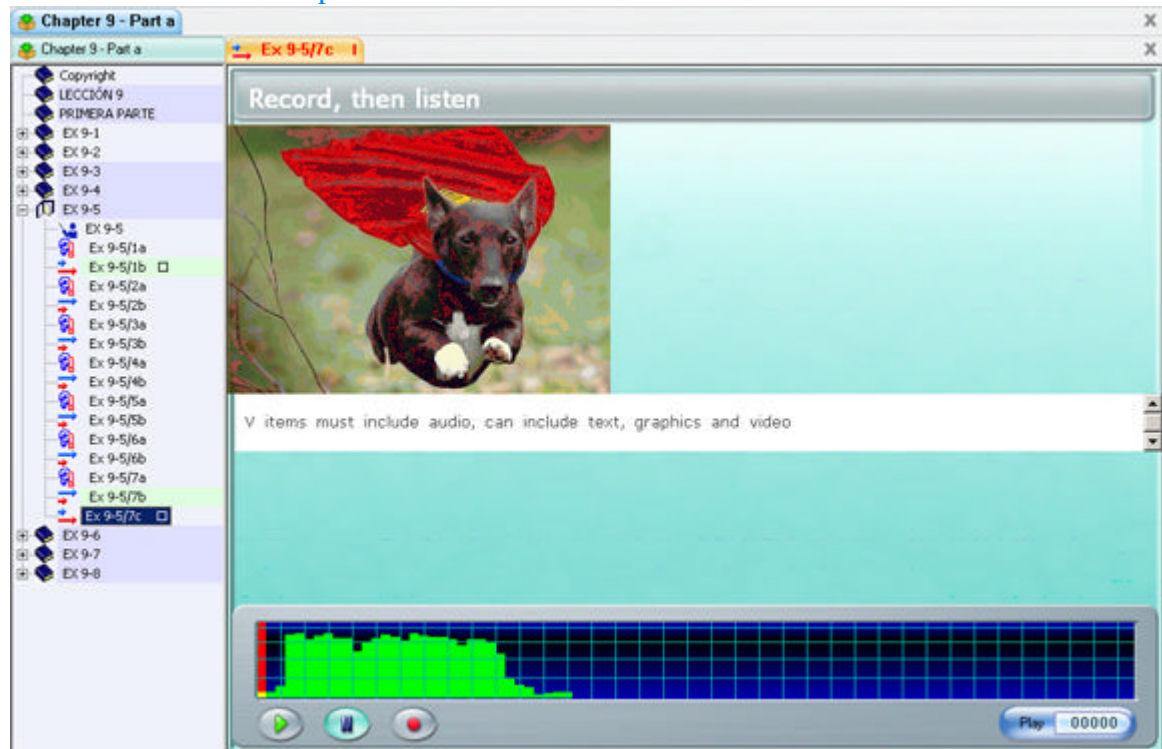 Chapter 9 - Part a
X
Chapter 9 - Part a
Ex 9-5/7c
X
Copyright
LECCIÓN 9
PRIMERA PARTE
EX 9-1
EX 9-2
EX 9-3
EX 9-4
EX 9-5
EX 9-5
Ex 9-5/1a
Ex 9-5/1b
Ex 9-5/2a
Ex 9-5/2b
Ex 9-5/3a
Ex 9-5/3b
Ex 9-5/4a
Ex 9-5/4b
Ex 9-5/5a
Ex 9-5/5b
Ex 9-5/6a
Ex 9-5/6b
Ex 9-5/7a
Ex 9-5/7b
Ex 9-5/7c
EX 9-6
EX 9-7
EX 9-8
Record, then listen
V items must include audio, can include text, graphics and video
Play 00000